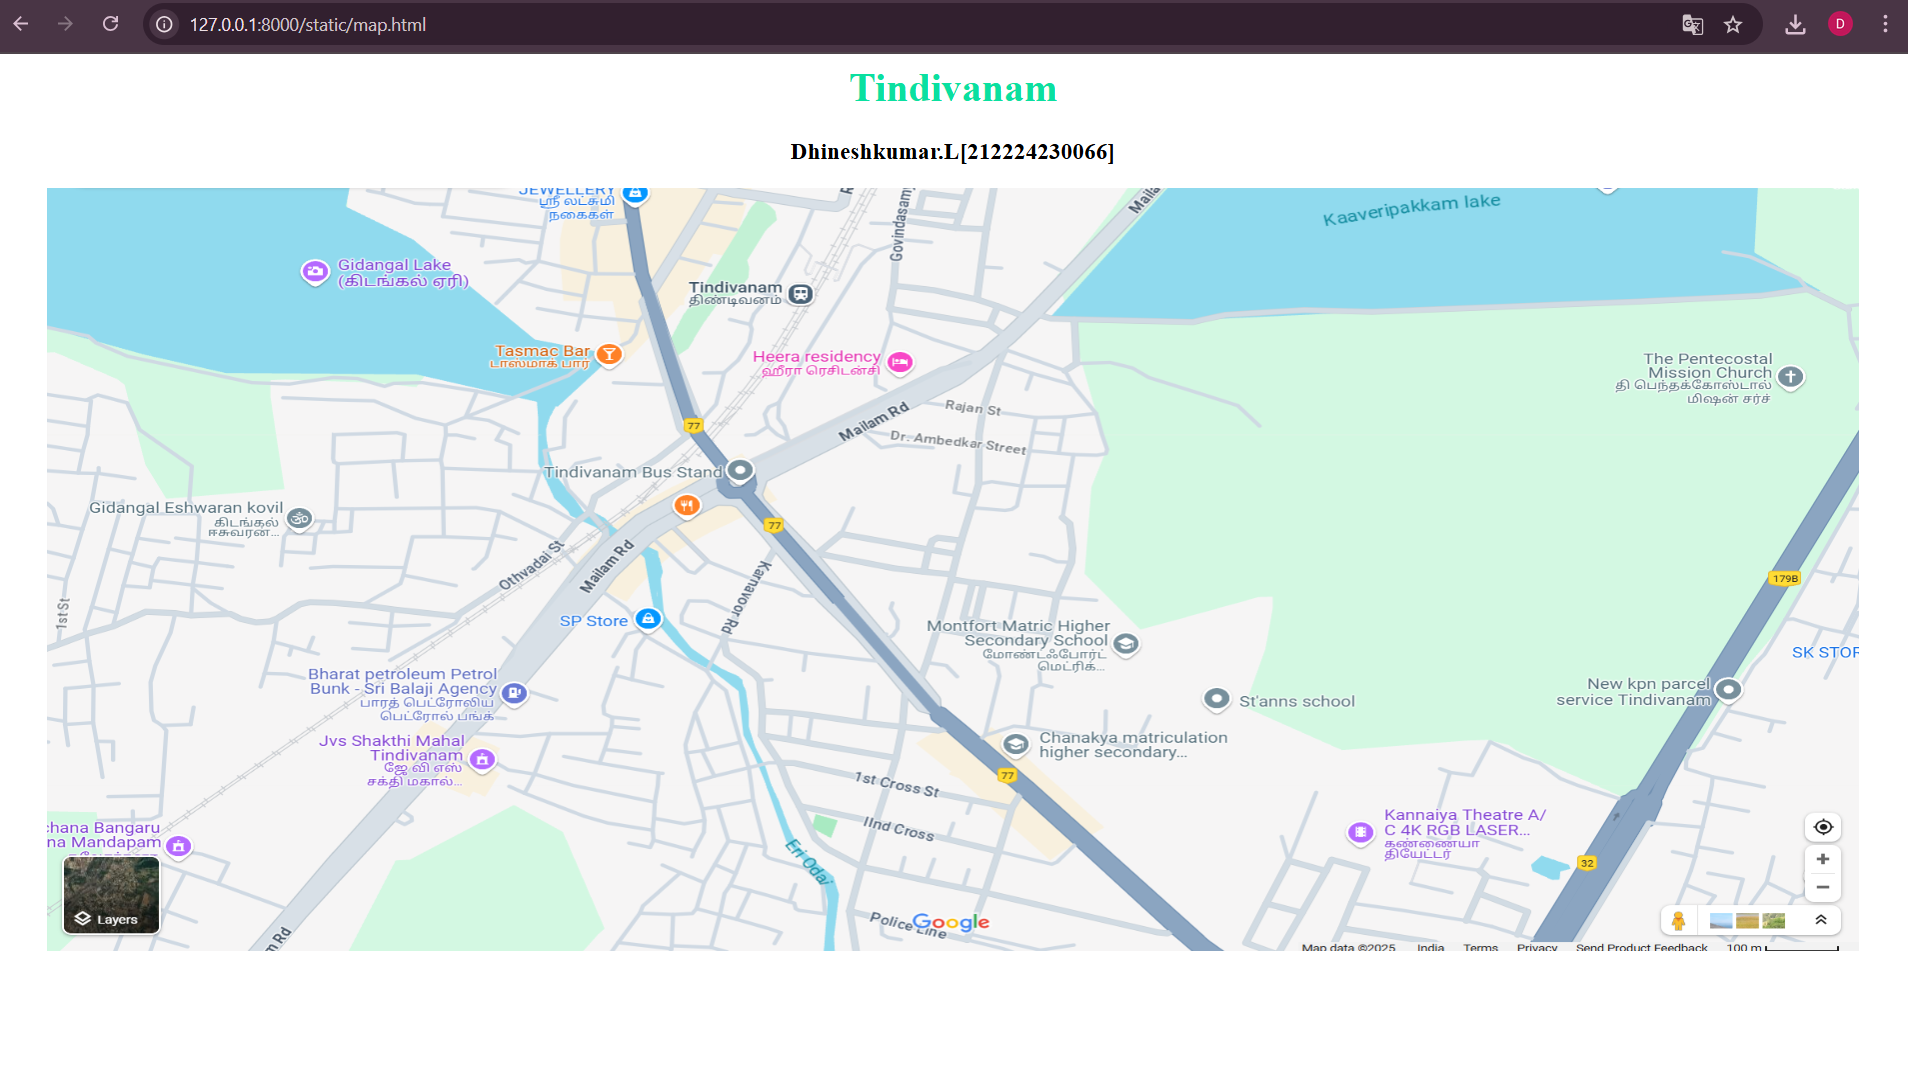 127.0.0.1:8000/static/map.html
D
Tindivanam
Dhineshkumar.L[212224230066]
JEWELLERY
ஸ்ரீ லட்சுமி
நகைகள்
Govindasamy
Kaaveripakkam lake
Gidangal Lake
(கிடங்கல் ஏரி)
Tindivanam
திண்டிவனம்
Tasmac Bar
டாஸ்மாக் பார்
Heera residency
ஹீரா ரெசிடன்சி
The Pentecostal
Mission Church
தி பெந்தக்கோஸ்டால்
மிஷன் சர்ச்
Rajan St
Mailam Rd
Dr. Ambedkar Street
77
Tindivanam Bus Stand
Gidangal Eshwaran kovil
கிடங்கல்
ஈசுவரன்...
77
Othvadai St
Mailam Rd
Karnavoor Rd
179B
1st St
SP Store
Montfort Matric Higher
Secondary School
மோண்ட்ஃபோர்ட்
மெட்ரிக்...
SK STOR
Bharat petroleum Petrol
Bunk - Sri Balaji Agency
பாரத் பெட்ரோலிய
பெட்ரோல் பங்க்
New kpn parcel
service Tindivanam
St'anns school
Jvs Shakthi Mahal
Tindivanam
ஜே வி எஸ்
சக்தி மகால்...
Chanakya matriculation
higher secondary...
77
1st Cross St
IInd Cross
Kannaiya Theatre A/
C 4K RGB LASER...
கண்ணையா
தியேட்டர்
chana Bangaru
na Mandapam
Eri Odai
32
Layers
Police Line
Google
Map data ©2025 India Terms Privacy Send Product Feedback 100 m